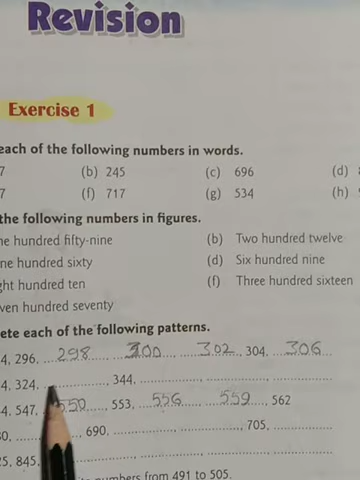 Revision
Exercise 1
each of the following numbers in words.
7 (b) 245 (c) 696 (d)
7 (f) 717 (g) 534 (h)
the following numbers in figures.
ne hundred fifty-nine (b) Two hundred twelve
ne hundred sixty (d) Six hundred nine
ght hundred ten (f) Three hundred sixteen
ven hundred seventy
ete each of the following patterns.
4, 296, 298 300 302, 304, 306
4, 324, 344,
4, 547, 550, 553, 556 559, 562
0, 690, 705,
5, 845,
numbers from 491 to 505.